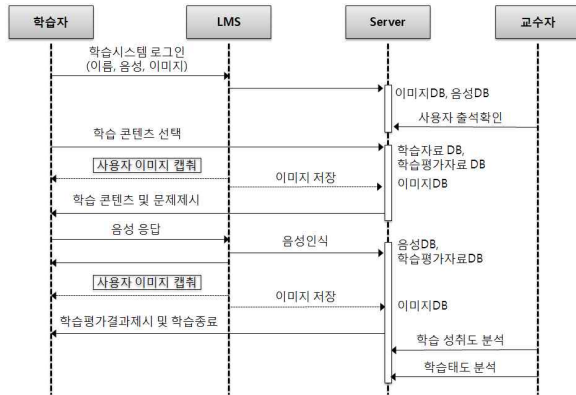 학습자 LMS Server 교수자
학습시스템 로그인
(이름, 음성, 이미지)
이미지DB, 음성DB
사용자 출석확인
학습 콘텐츠 선택
학습자료 DB,
학습평가자료 DB
사용자 이미지 캡춰
이미지 저장
이미지DB
학습 콘텐츠 및 문제제시
음성 응답
음성인식
음성DB,
학습평가자료DB
사용자 이미지 캡춰
이미지 저장
이미지DB
학습평가결과제시 및 학습종료
학습 성취도 분석
학습태도 분석